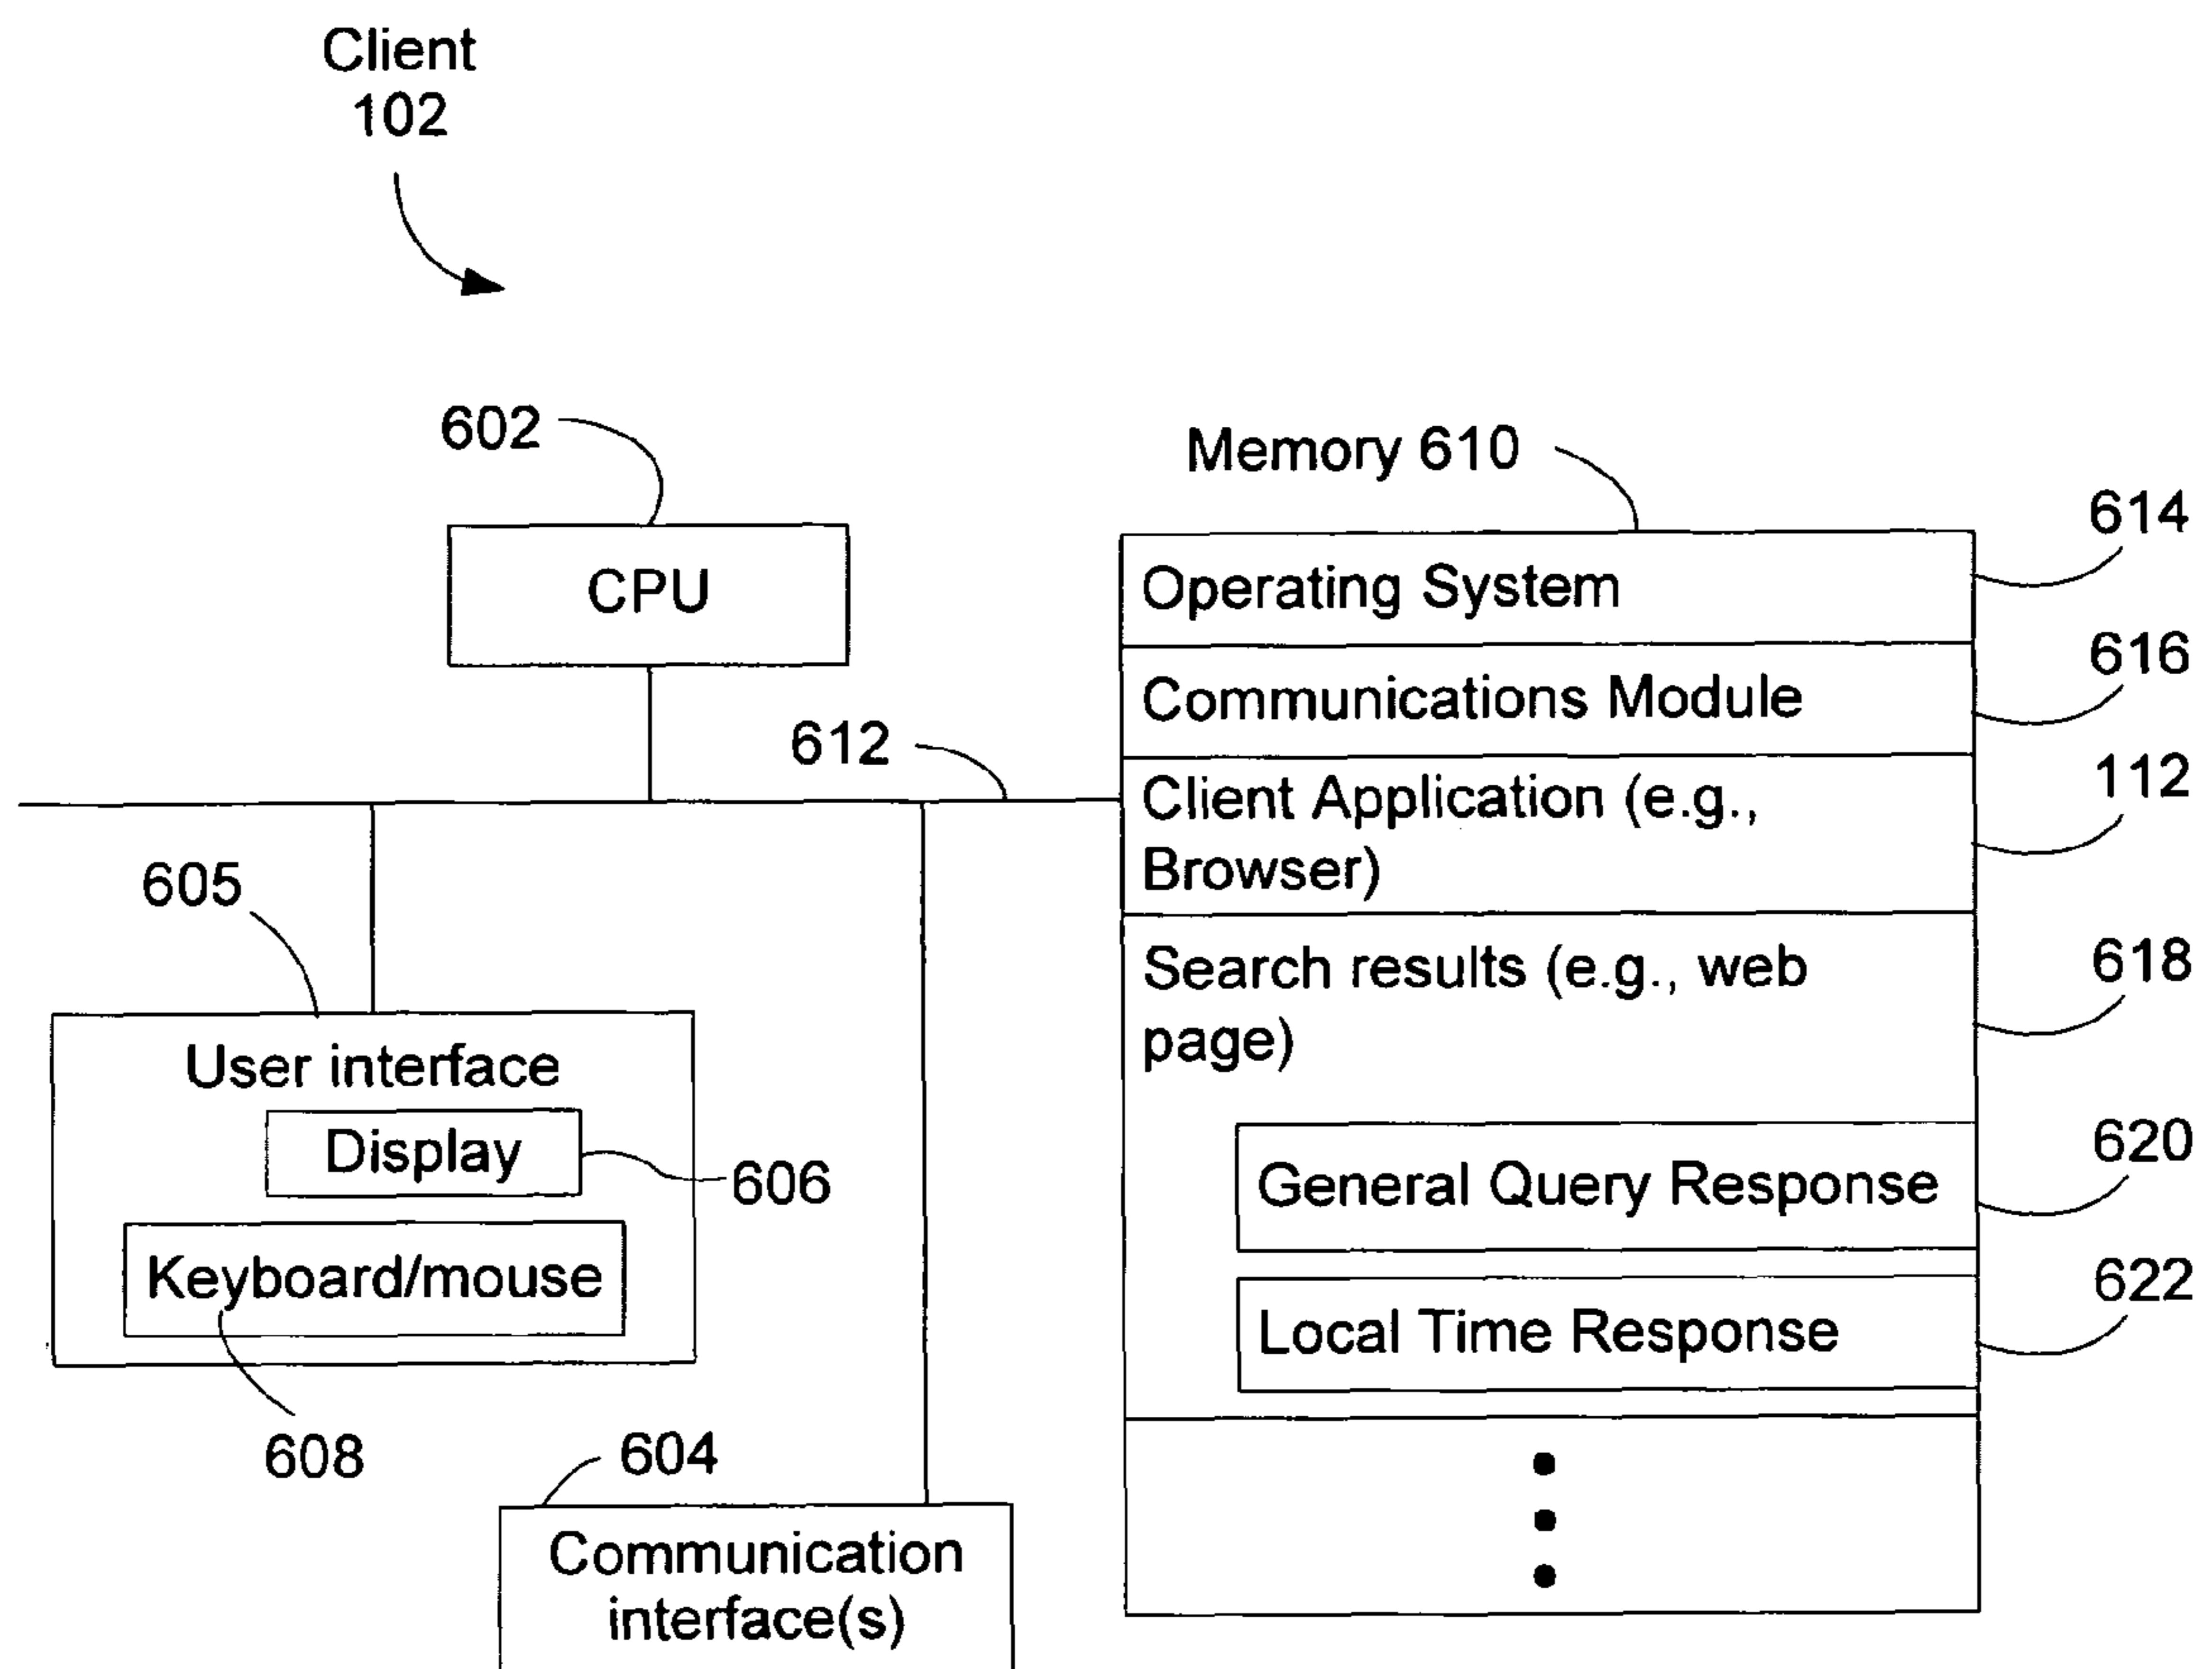 Client
102
602
CPU
612
605
User interface
Display
606
Keyboard/mouse
608
604
Communication
interface(s)
Memory 610
Operating System
614
Communications Module
616
Client Application (e.g.,
Browser)
112
Search results (e.g., web
page)
618
General Query Response
620
Local Time Response
622